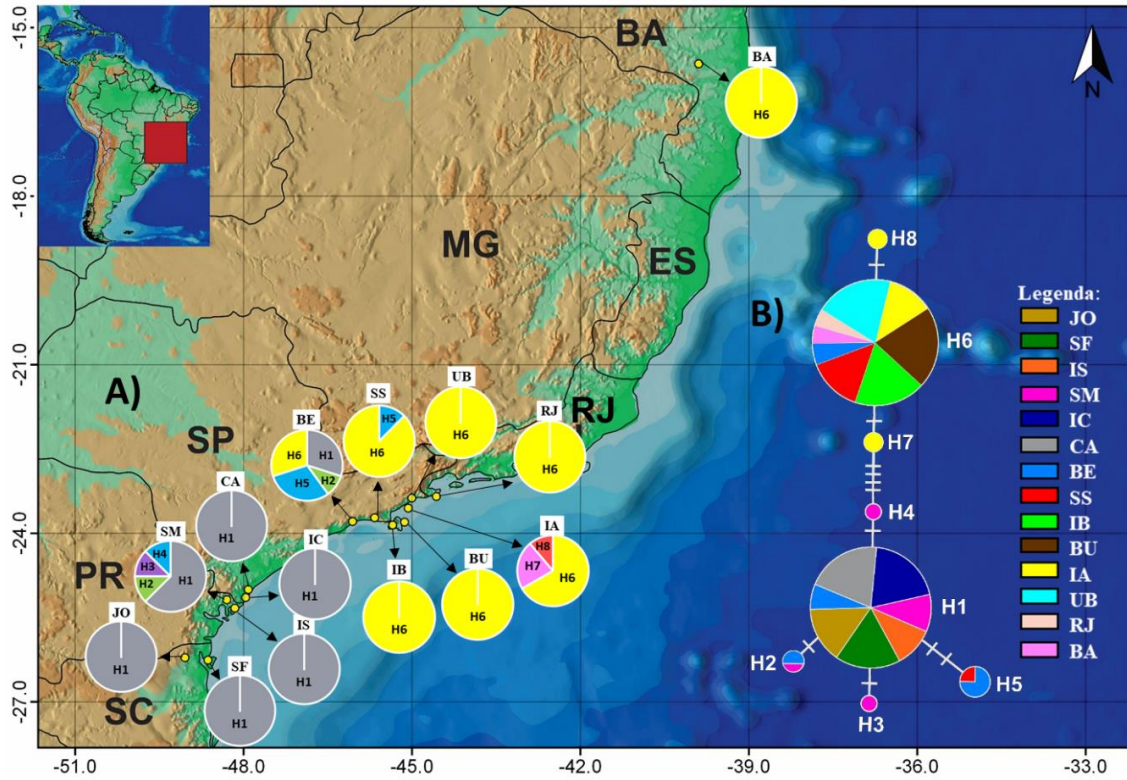 -15.0
-18.0
-21.0
-24.0
-27.0
-51.0
-48.0
-45.0
-42.0
-39.0
-36.0
-33.0
BA
MG
ES
RJ
SP
PR
SC
A)
N
BA
H6
UB
H6
SS
H5
H6
BE
H6
H1
H5
H2
RJ
H6
CA
H1
SM
H4
H3
H2
H1
IC
H1
IB
H6
BU
H6
IA
H8
H7
H6
JO
H1
IS
H1
SF
H1
B)
H8
H6
H7
H4
H1
H2
H5
H3
Legenda:
JO
SF
IS
SM
IC
CA
BE
SS
IB
BU
IA
UB
RJ
BA